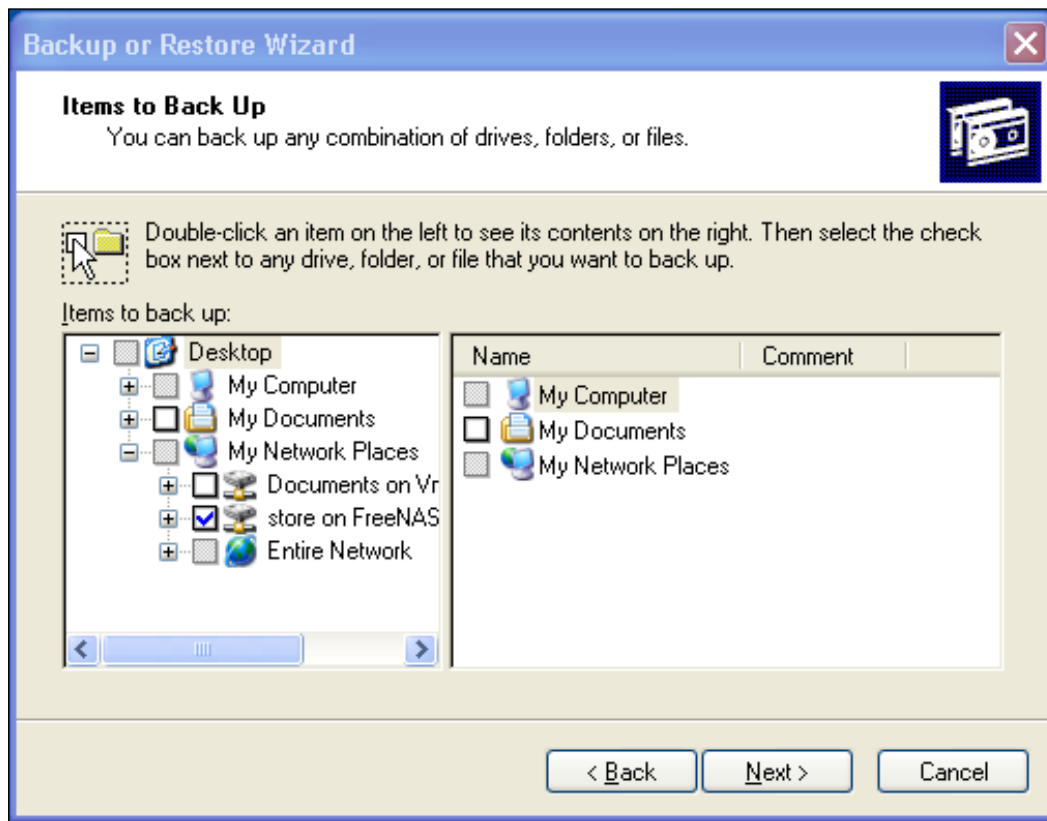 Backup or Restore Wizard
Items to Back Up
You can back up any combination of drives, folders, or files.
Double-click an item on the left to see its contents on the right. Then select the check
box next to any drive, folder, or file that you want to back up.
Items to back up:
Desktop
My Computer
My Documents
My Network Places
Documents on Vr
store on FreeNAS
Entire Network
Name Comment
My Computer
My Documents
My Network Places
< Back Next > Cancel